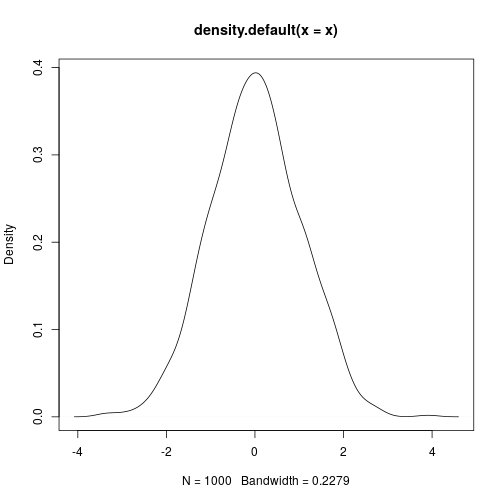 density.default(x = x)
Density
0.4
0.3
0.2
0.1
0.0
-4 -2 0 2 4
N = 1000 Bandwidth = 0.2279